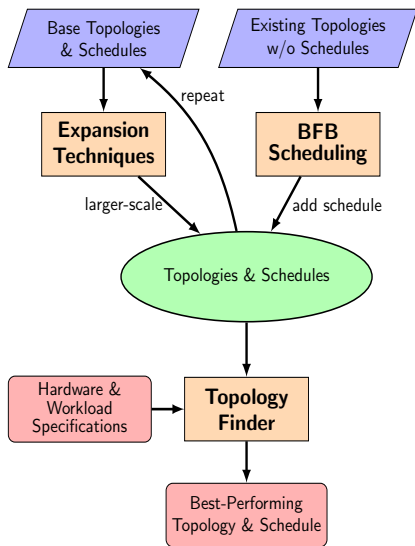 Base Topologies
& Schedules
Existing Topologies
w/o Schedules
repeat
Expansion
Techniques
BFB
Scheduling
larger-scale
add schedule
Topologies & Schedules
Hardware &
Workload
Specifications
Topology
Finder
Best-Performing
Topology & Schedule